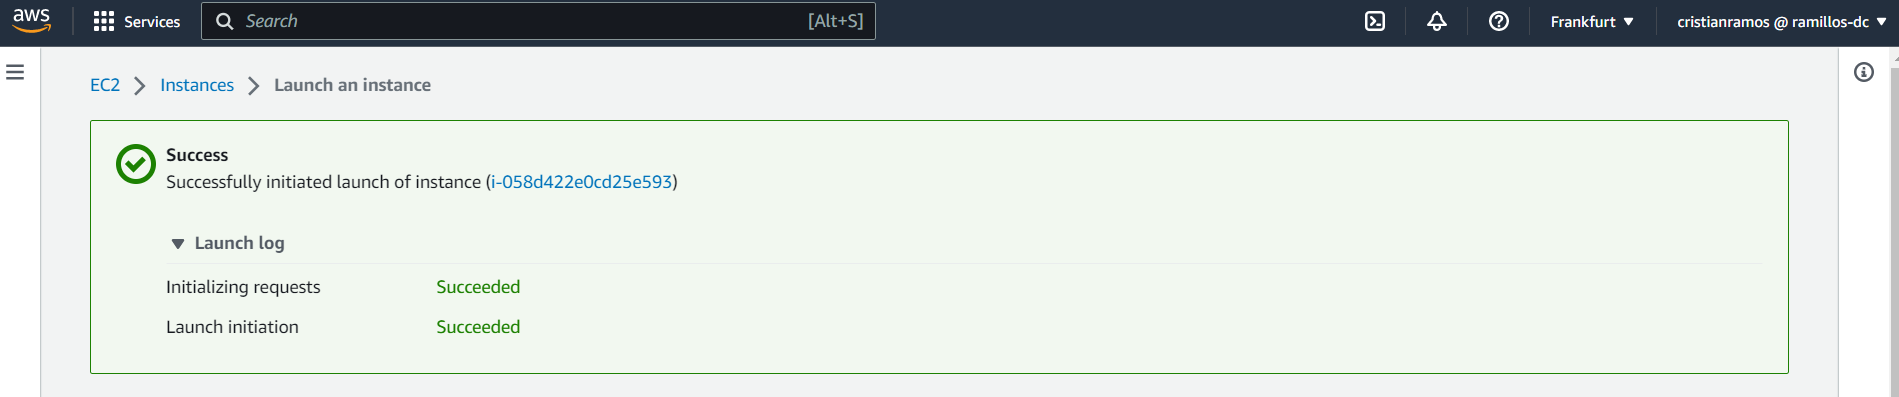 aws Services Search [Alt+S] Frankfurt ▼ cristianramos @ ramillos-dc ▼
EC2 > Instances > Launch an instance
Success
Successfully initiated launch of instance (i-058d422e0cd25e593)
▼ Launch log
Initializing requests Succeeded
Launch initiation Succeeded